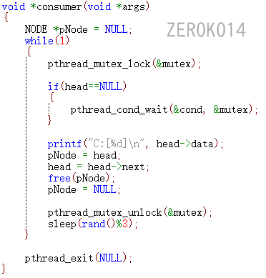 void *consumer(void *args)
{
    NODE *pNode = NULL;
ZEROK014
    while(1)
    {
        pthread_mutex_lock(&mutex);
        if(head==NULL)
        {
            pthread_cond_wait(&cond, &mutex);
        }
        printf("C:[%d]\n", head->data);
        pNode = head;
        head = head->next;
        free(pNode);
        pNode = NULL;
        pthread_mutex_unlock(&mutex);
        sleep(rand()%3);
    }
    pthread_exit(NULL);
}